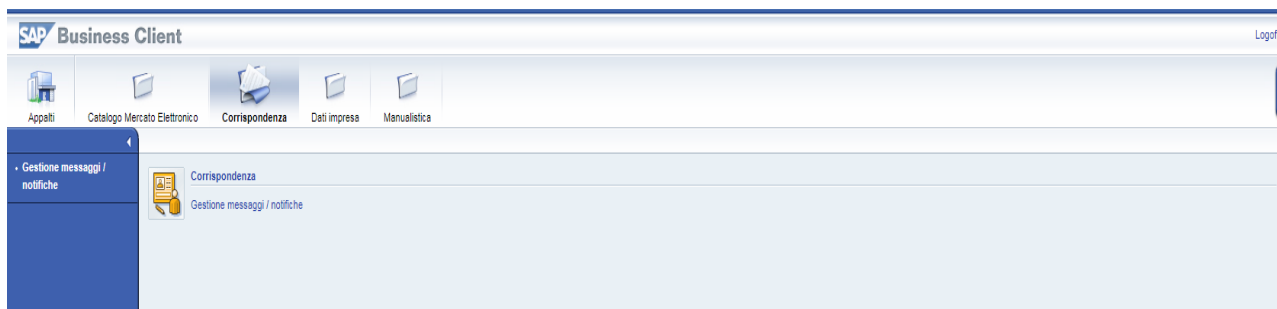 SAP Business Client
Logof
Appalti
Catalogo Mercato Elettronico
Corrispondenza
Dati impresa
Manualistica
• Gestione messaggi /
notifiche
Corrispondenza
Gestione messaggi / notifiche